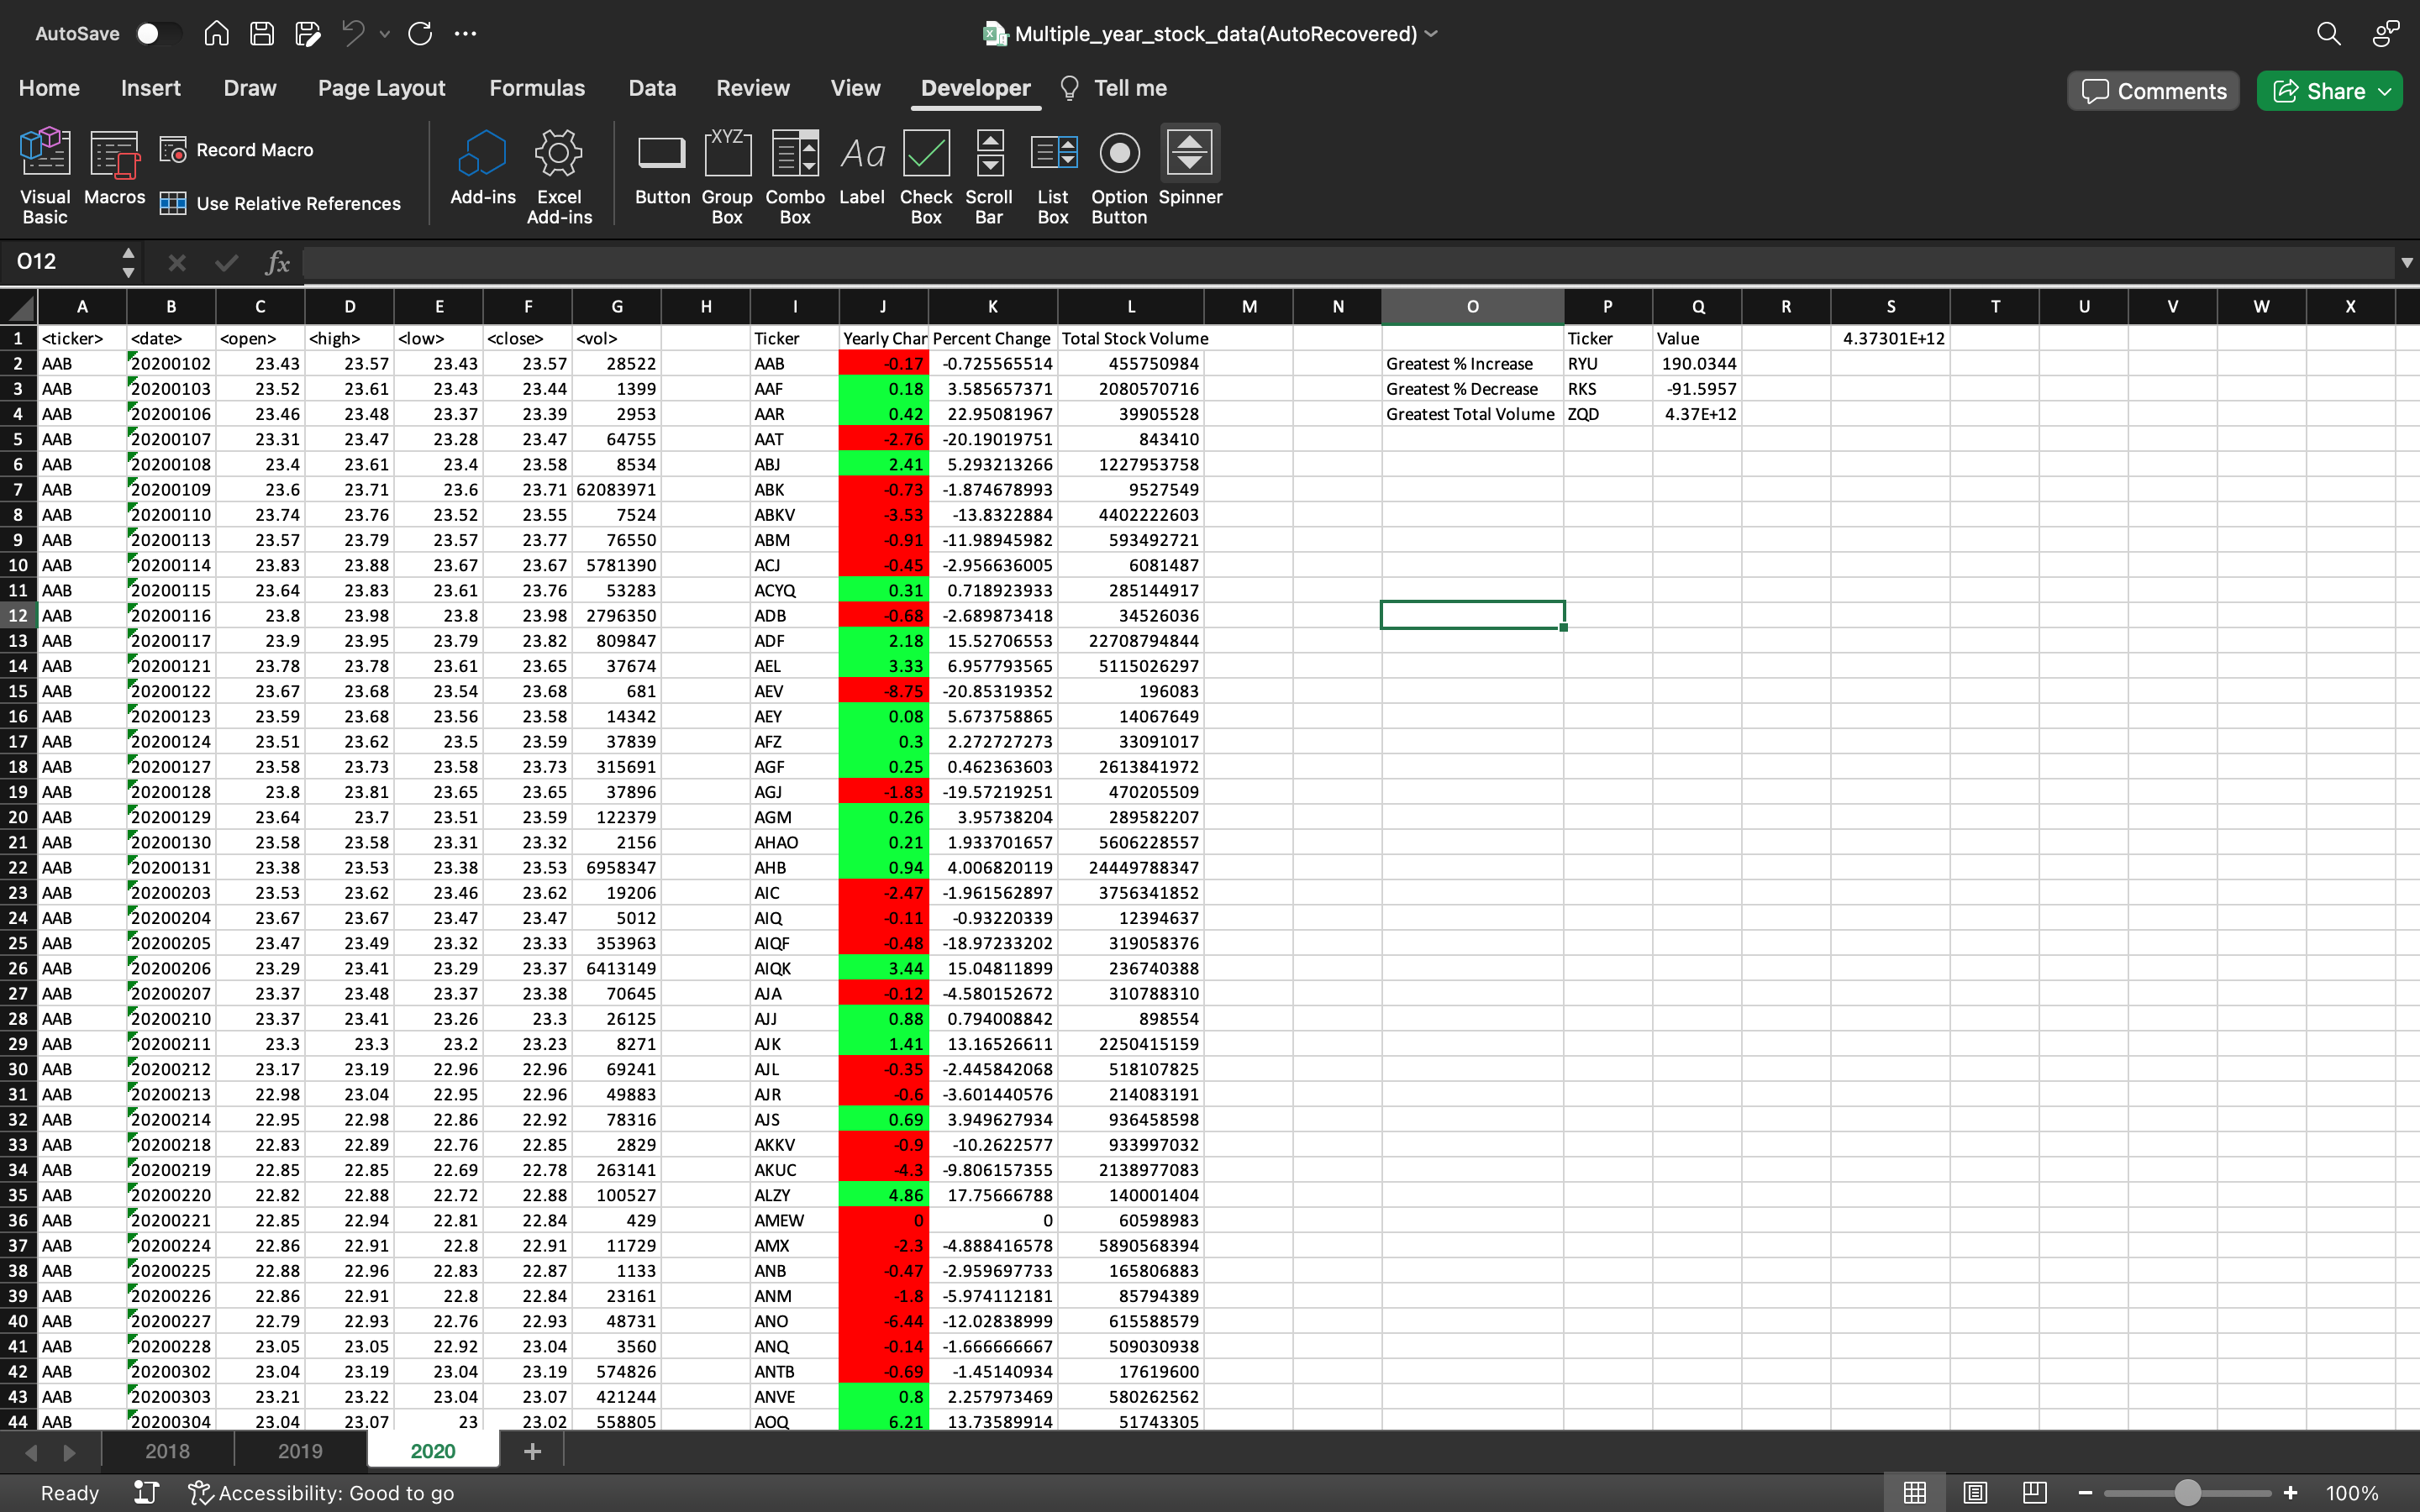 AutoSave Multiple_year_stock_data(AutoRecovered)
Home Insert Draw Page Layout Formulas Data Review View Developer Tell me Comments Share
Visual Basic Macros Record Macro Use Relative References Add-ins Excel Add-ins Button Group Box XYZ Combo Box Aa Label Check Box Scroll Bar List Box Option Button Spinner
O12 fx
A B C D E F G H I J K L M N O P Q R S T U V W X
1 <ticker> <date> <open> <high> <low> <close> <vol> Ticker Yearly Char Percent Change Total Stock Volume Ticker Value 4.37301E+12
2 AAB 20200102 23.43 23.57 23.43 23.57 28522 AAB -0.17 -0.725565514 455750984 Greatest % Increase RYU 190.0344
3 AAB 20200103 23.52 23.61 23.43 23.44 1399 AAF 0.18 3.585657371 2080570716 Greatest % Decrease RKS -91.5957
4 AAB 20200106 23.46 23.48 23.37 23.39 2953 AAR 0.42 22.95081967 39905528 Greatest Total Volume ZQD 4.37E+12
5 AAB 20200107 23.31 23.47 23.28 23.47 64755 AAT -2.76 -20.19019751 843410
6 AAB 20200108 23.4 23.61 23.4 23.58 8534 ABJ 2.41 5.293213266 1227953758
7 AAB 20200109 23.6 23.71 23.6 23.71 62083971 ABK -0.73 -1.874678993 9527549
8 AAB 20200110 23.74 23.76 23.52 23.55 7524 ABKV -3.53 -13.8322884 4402222603
9 AAB 20200113 23.57 23.79 23.57 23.77 76550 ABM -0.91 -11.98945982 593492721
10 AAB 20200114 23.83 23.88 23.67 23.67 5781390 ACJ -0.45 -2.956636005 6081487
11 AAB 20200115 23.64 23.83 23.61 23.76 53283 ACYQ 0.31 0.718923933 285144917
12 AAB 20200116 23.8 23.98 23.8 23.98 2796350 ADB -0.68 -2.689873418 34526036
13 AAB 20200117 23.9 23.95 23.79 23.82 809847 ADF 2.18 15.52706553 22708794844
14 AAB 20200121 23.78 23.78 23.61 23.65 37674 AEL 3.33 6.957793565 5115026297
15 AAB 20200122 23.67 23.68 23.54 23.68 681 AEV -8.75 -20.85319352 196083
16 AAB 20200123 23.59 23.68 23.56 23.58 14342 AEY 0.08 5.673758865 14067649
17 AAB 20200124 23.51 23.62 23.5 23.59 37839 AFZ 0.3 2.272727273 33091017
18 AAB 20200127 23.58 23.73 23.58 23.73 315691 AGF 0.25 0.462363603 2613841972
19 AAB 20200128 23.8 23.81 23.65 23.65 37896 AGJ -1.83 -19.57219251 470205509
20 AAB 20200129 23.64 23.7 23.51 23.59 122379 AGM 0.26 3.95738204 289582207
21 AAB 20200130 23.58 23.58 23.31 23.32 2156 AHAO 0.21 1.933701657 5606228557
22 AAB 20200131 23.38 23.53 23.38 23.53 6958347 AHB 0.94 4.006820119 24449788347
23 AAB 20200203 23.53 23.62 23.46 23.62 19206 AIC -2.47 -1.961562897 3756341852
24 AAB 20200204 23.67 23.67 23.47 23.47 5012 AIQ -0.11 -0.93220339 12394637
25 AAB 20200205 23.47 23.49 23.32 23.33 353963 AIQF -0.48 -18.97233202 319058376
26 AAB 20200206 23.29 23.41 23.29 23.37 6413149 AIQK 3.44 15.04811899 236740388
27 AAB 20200207 23.37 23.48 23.37 23.38 70645 AJA -0.12 -4.580152672 310788310
28 AAB 20200210 23.37 23.41 23.26 23.3 26125 AJJ 0.88 0.794008842 898554
29 AAB 20200211 23.3 23.3 23.2 23.23 8271 AJK 1.41 13.16526611 2250415159
30 AAB 20200212 23.17 23.19 22.96 22.96 69241 AJL -0.35 -2.445842068 518107825
31 AAB 20200213 22.98 23.04 22.95 22.96 49883 AJR -0.6 -3.601440576 214083191
32 AAB 20200214 22.95 22.98 22.86 22.92 78316 AJS 0.69 3.949627934 936458598
33 AAB 20200218 22.83 22.89 22.76 22.85 2829 AKKV -0.9 -10.2622577 933997032
34 AAB 20200219 22.85 22.85 22.69 22.78 263141 AKUC -4.3 -9.806157355 2138977083
35 AAB 20200220 22.82 22.88 22.72 22.88 100527 ALZY 4.86 17.75666788 140001404
36 AAB 20200221 22.85 22.94 22.81 22.84 429 AMEW 0 0 60598983
37 AAB 20200224 22.86 22.91 22.8 22.91 11729 AMX -2.3 -4.888416578 5890568394
38 AAB 20200225 22.88 22.96 22.83 22.87 1133 ANB -0.47 -2.959697733 165806883
39 AAB 20200226 22.86 22.91 22.8 22.84 23161 ANM -1.8 -5.974112181 85794389
40 AAB 20200227 22.79 22.93 22.76 22.93 48731 ANO -6.44 -12.02838999 615588579
41 AAB 20200228 23.05 23.05 22.92 23.04 3560 ANQ -0.14 -1.666666667 509030938
42 AAB 20200302 23.04 23.19 23.04 23.19 574826 ANTB -0.69 -1.45140934 17619600
43 AAB 20200303 23.21 23.22 23.04 23.07 421244 ANVE 0.8 2.257973469 580262562
44 AAB 20200304 23.04 23.07 23 23.02 558805 AOQ 6.21 13.73589914 51743305
2018 2019 2020
Ready Accessibility: Good to go 100%